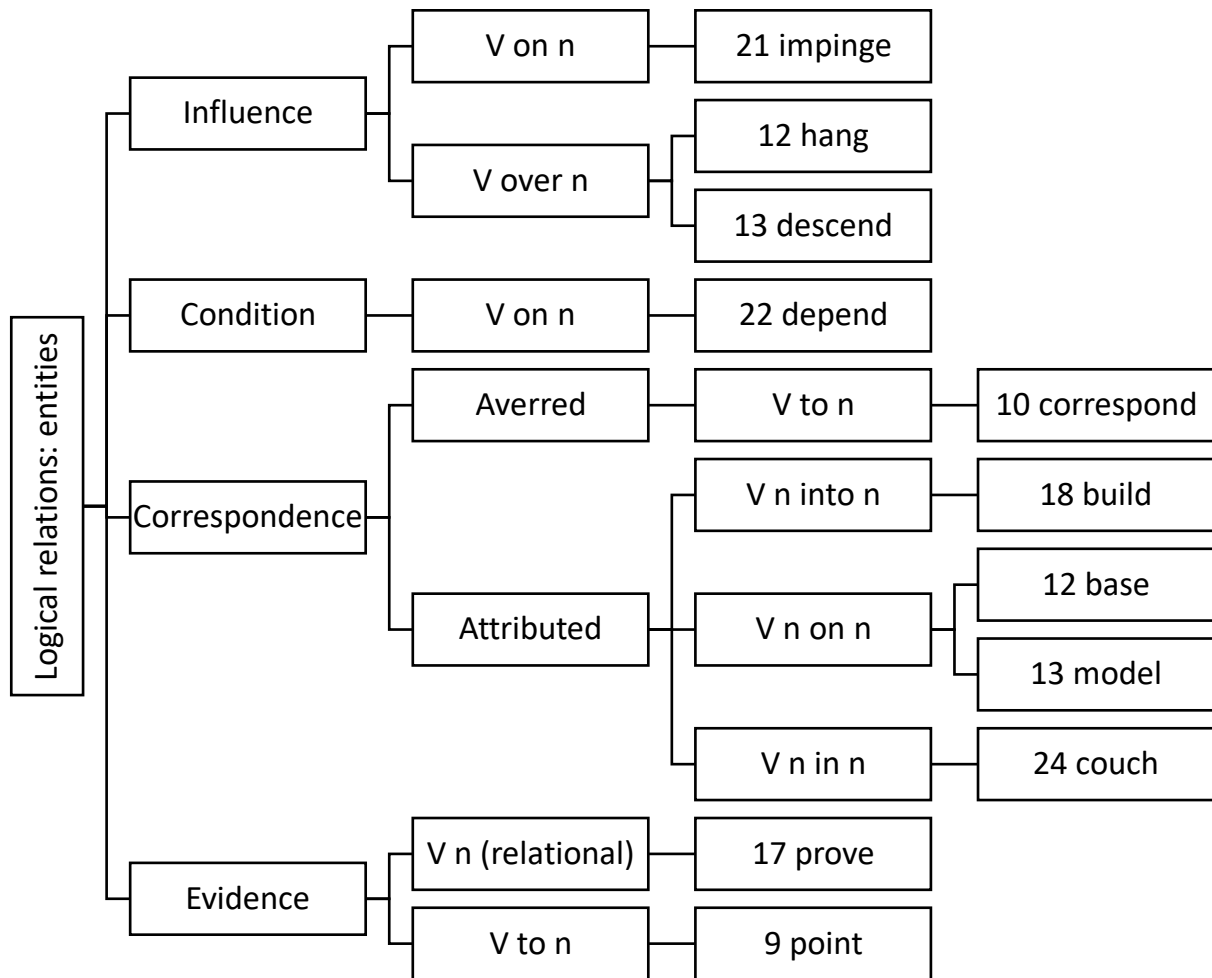 Logical relations: entities
Influence
V on n
21 impinge
V over n
12 hang
13 descend
Condition
V on n
22 depend
Correspondence
Averred
V to n
10 correspond
Attributed
V n into n
18 build
V n on n
12 base
13 model
V n in n
24 couch
Evidence
V n (relational)
17 prove
V to n
9 point